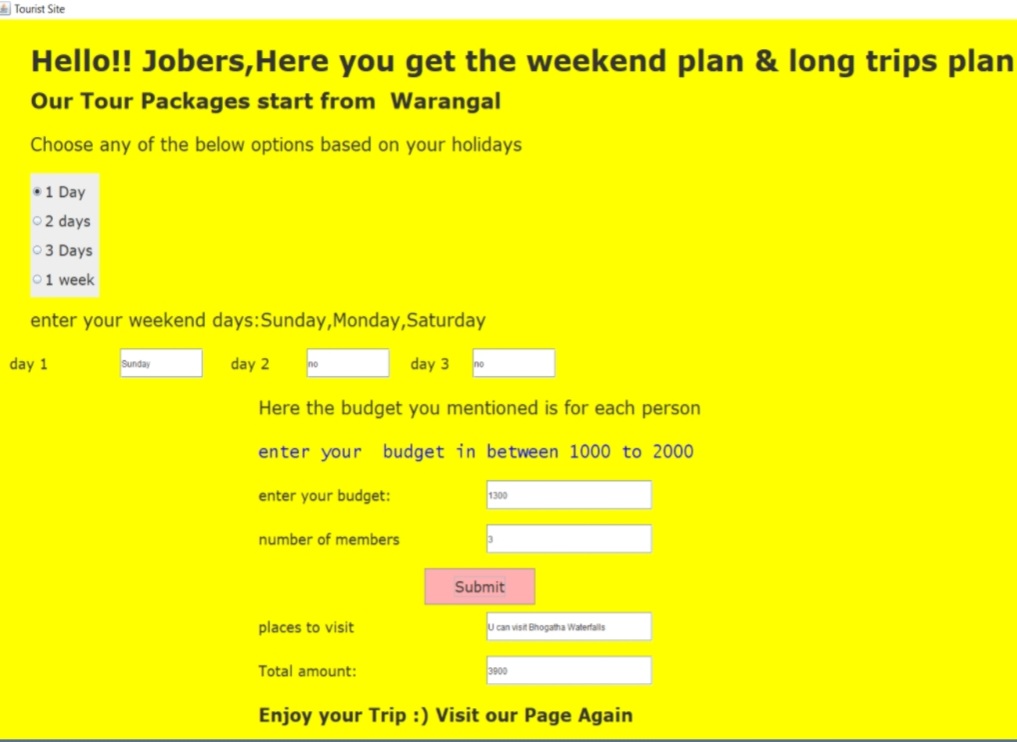 Tourist Site
Hello!! Jobers,Here you get the weekend plan & long trips plan
Our Tour Packages start from  Warangal
Choose any of the below options based on your holidays
1 Day
2 days
3 Days
1 week
enter your weekend days:Sunday,Monday,Saturday
day 1 Sunday day 2 no day 3 no
Here the budget you mentioned is for each person
enter your  budget in between 1000 to 2000
enter your budget: 1300
number of members 3
Submit
places to visit U can visit Bhogatha Waterfalls
Total amount: 3900
Enjoy your Trip :) Visit our Page Again